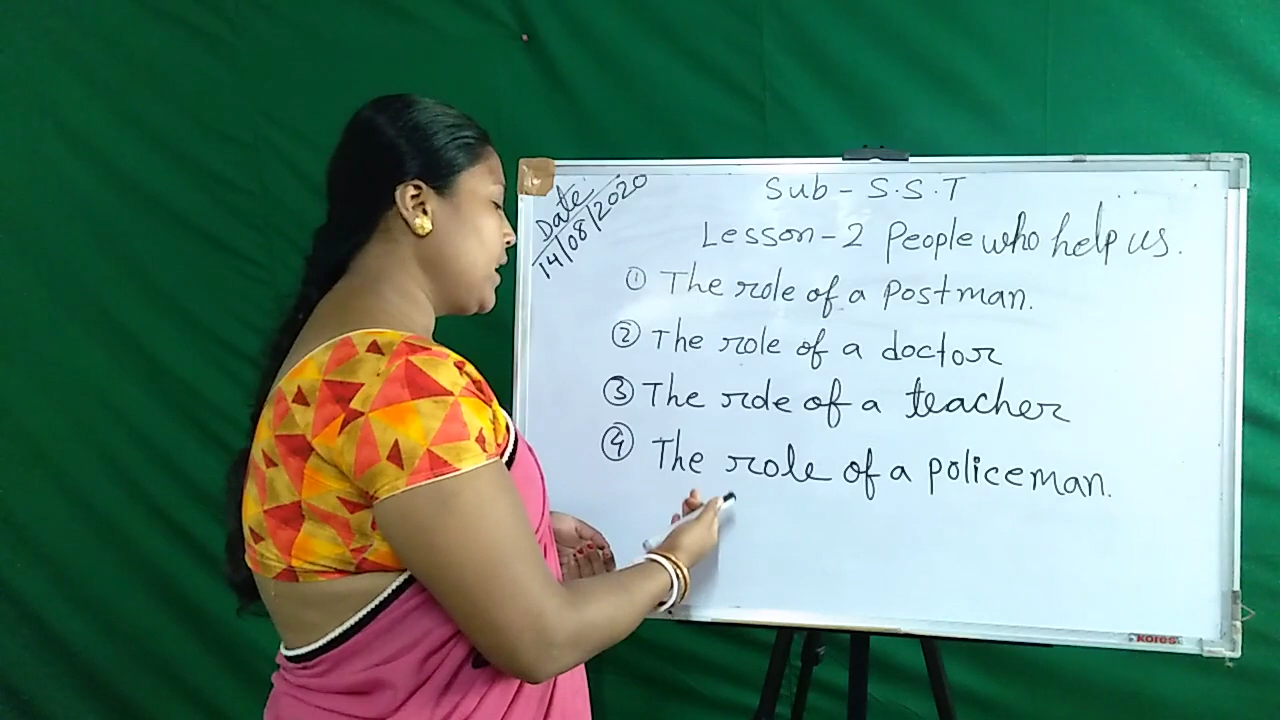 Date:
14/08/2020
Sub - S.S.T
Lesson - 2 People who help us.
① The role of a postman.
② The role of a doctor
③ The role of a teacher
④ The role of a policeman.
KORES